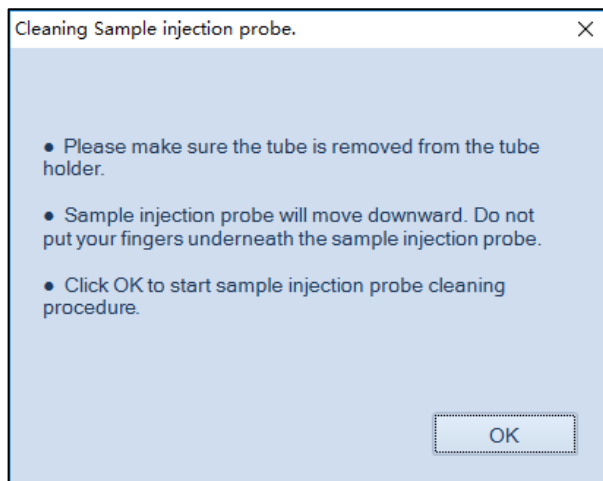 Cleaning Sample injection probe.
● Please make sure the tube is removed from the tube
holder.
● Sample injection probe will move downward. Do not
put your fingers underneath the sample injection probe.
● Click OK to start sample injection probe cleaning
procedure.
OK